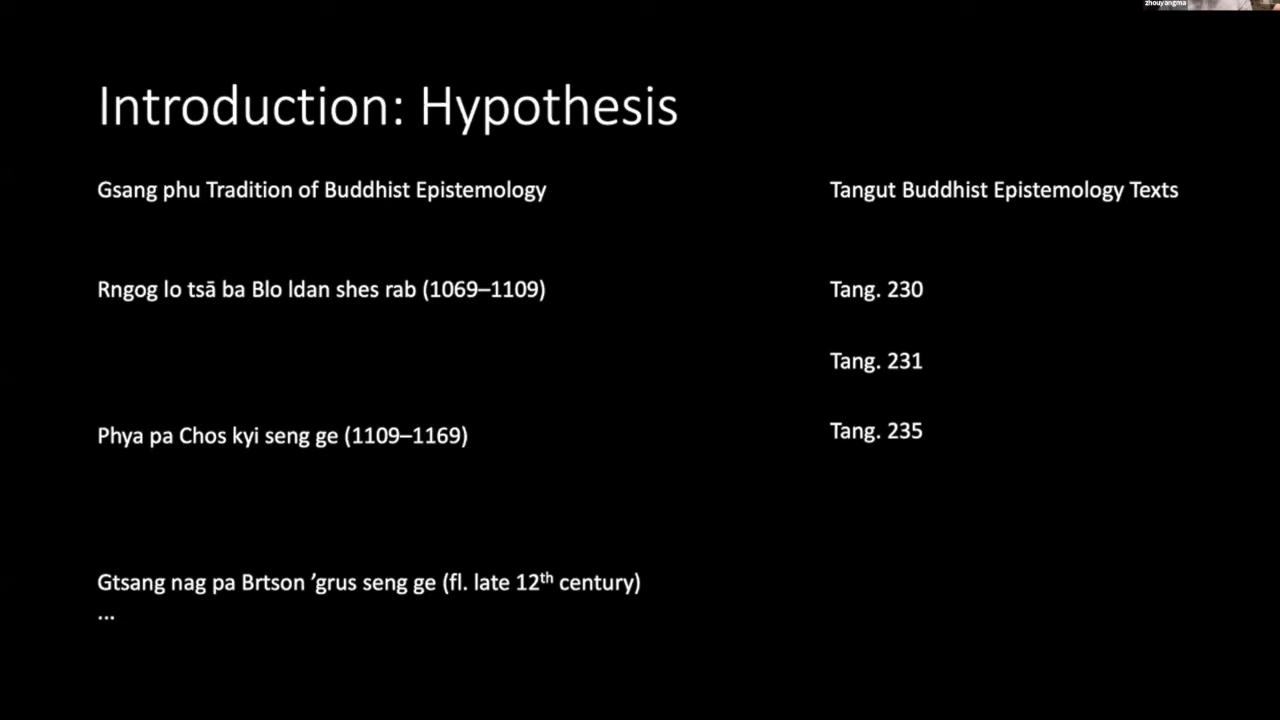 zhouyangma
Introduction: Hypothesis
Gsang phu Tradition of Buddhist Epistemology
Tangut Buddhist Epistemology Texts
Rngog lo tsā ba Blo ldan shes rab (1069–1109)
Tang. 230
Tang. 231
Phya pa Chos kyi seng ge (1109–1169)
Tang. 235
Gtsang nag pa Brtson ’grus seng ge (fl. late 12th century)
...